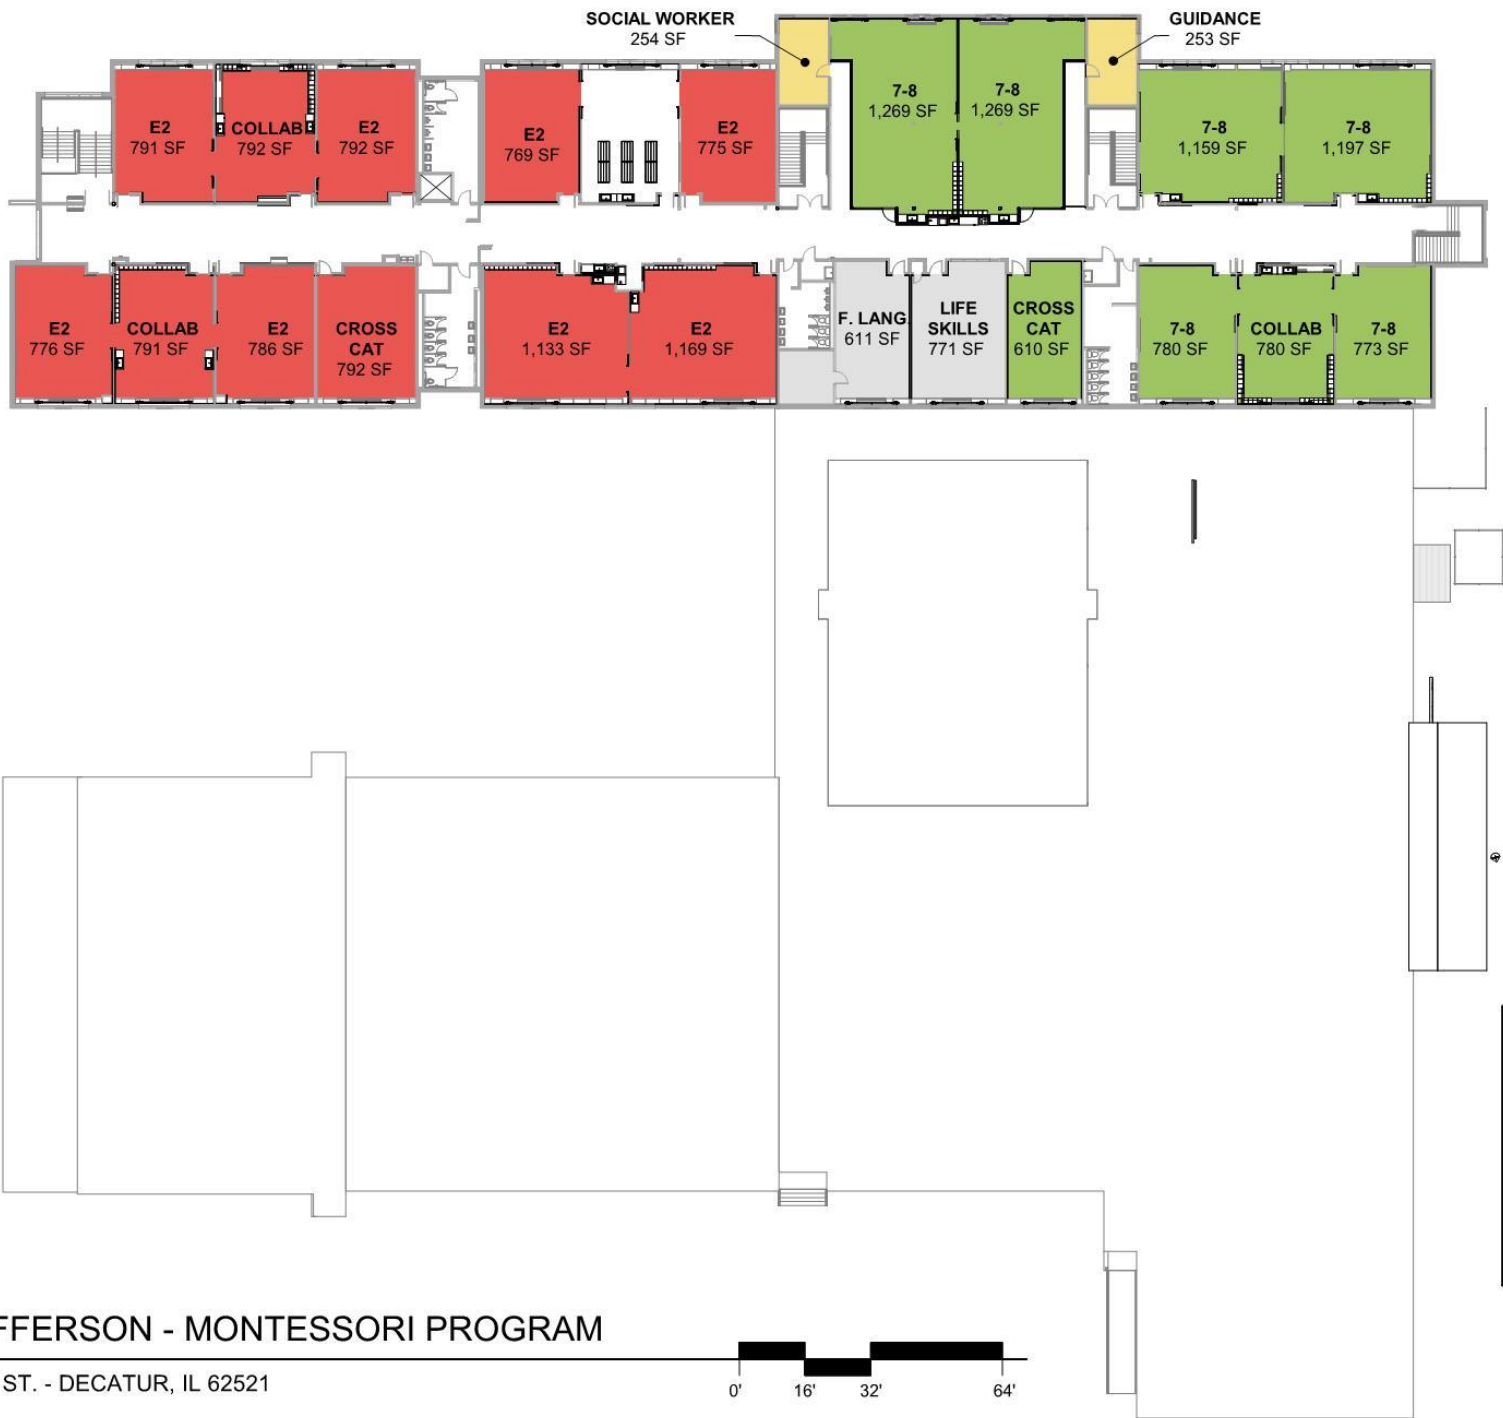 SOCIAL WORKER
254 SF
GUIDANCE
253 SF
E2
791 SF
COLLAB
792 SF
E2
792 SF
E2
769 SF
E2
775 SF
7-8
1,269 SF
7-8
1,269 SF
7-8
1,159 SF
7-8
1,197 SF
E2
776 SF
COLLAB
791 SF
E2
786 SF
CROSS
CAT
792 SF
E2
1,133 SF
E2
1,169 SF
F. LANG
611 SF
LIFE
SKILLS
771 SF
CROSS
CAT
610 SF
7-8
780 SF
COLLAB
780 SF
7-8
773 SF
FFERSON - MONTESSORI PROGRAM
ST. - DECATUR, IL 62521
0' 16' 32' 64'